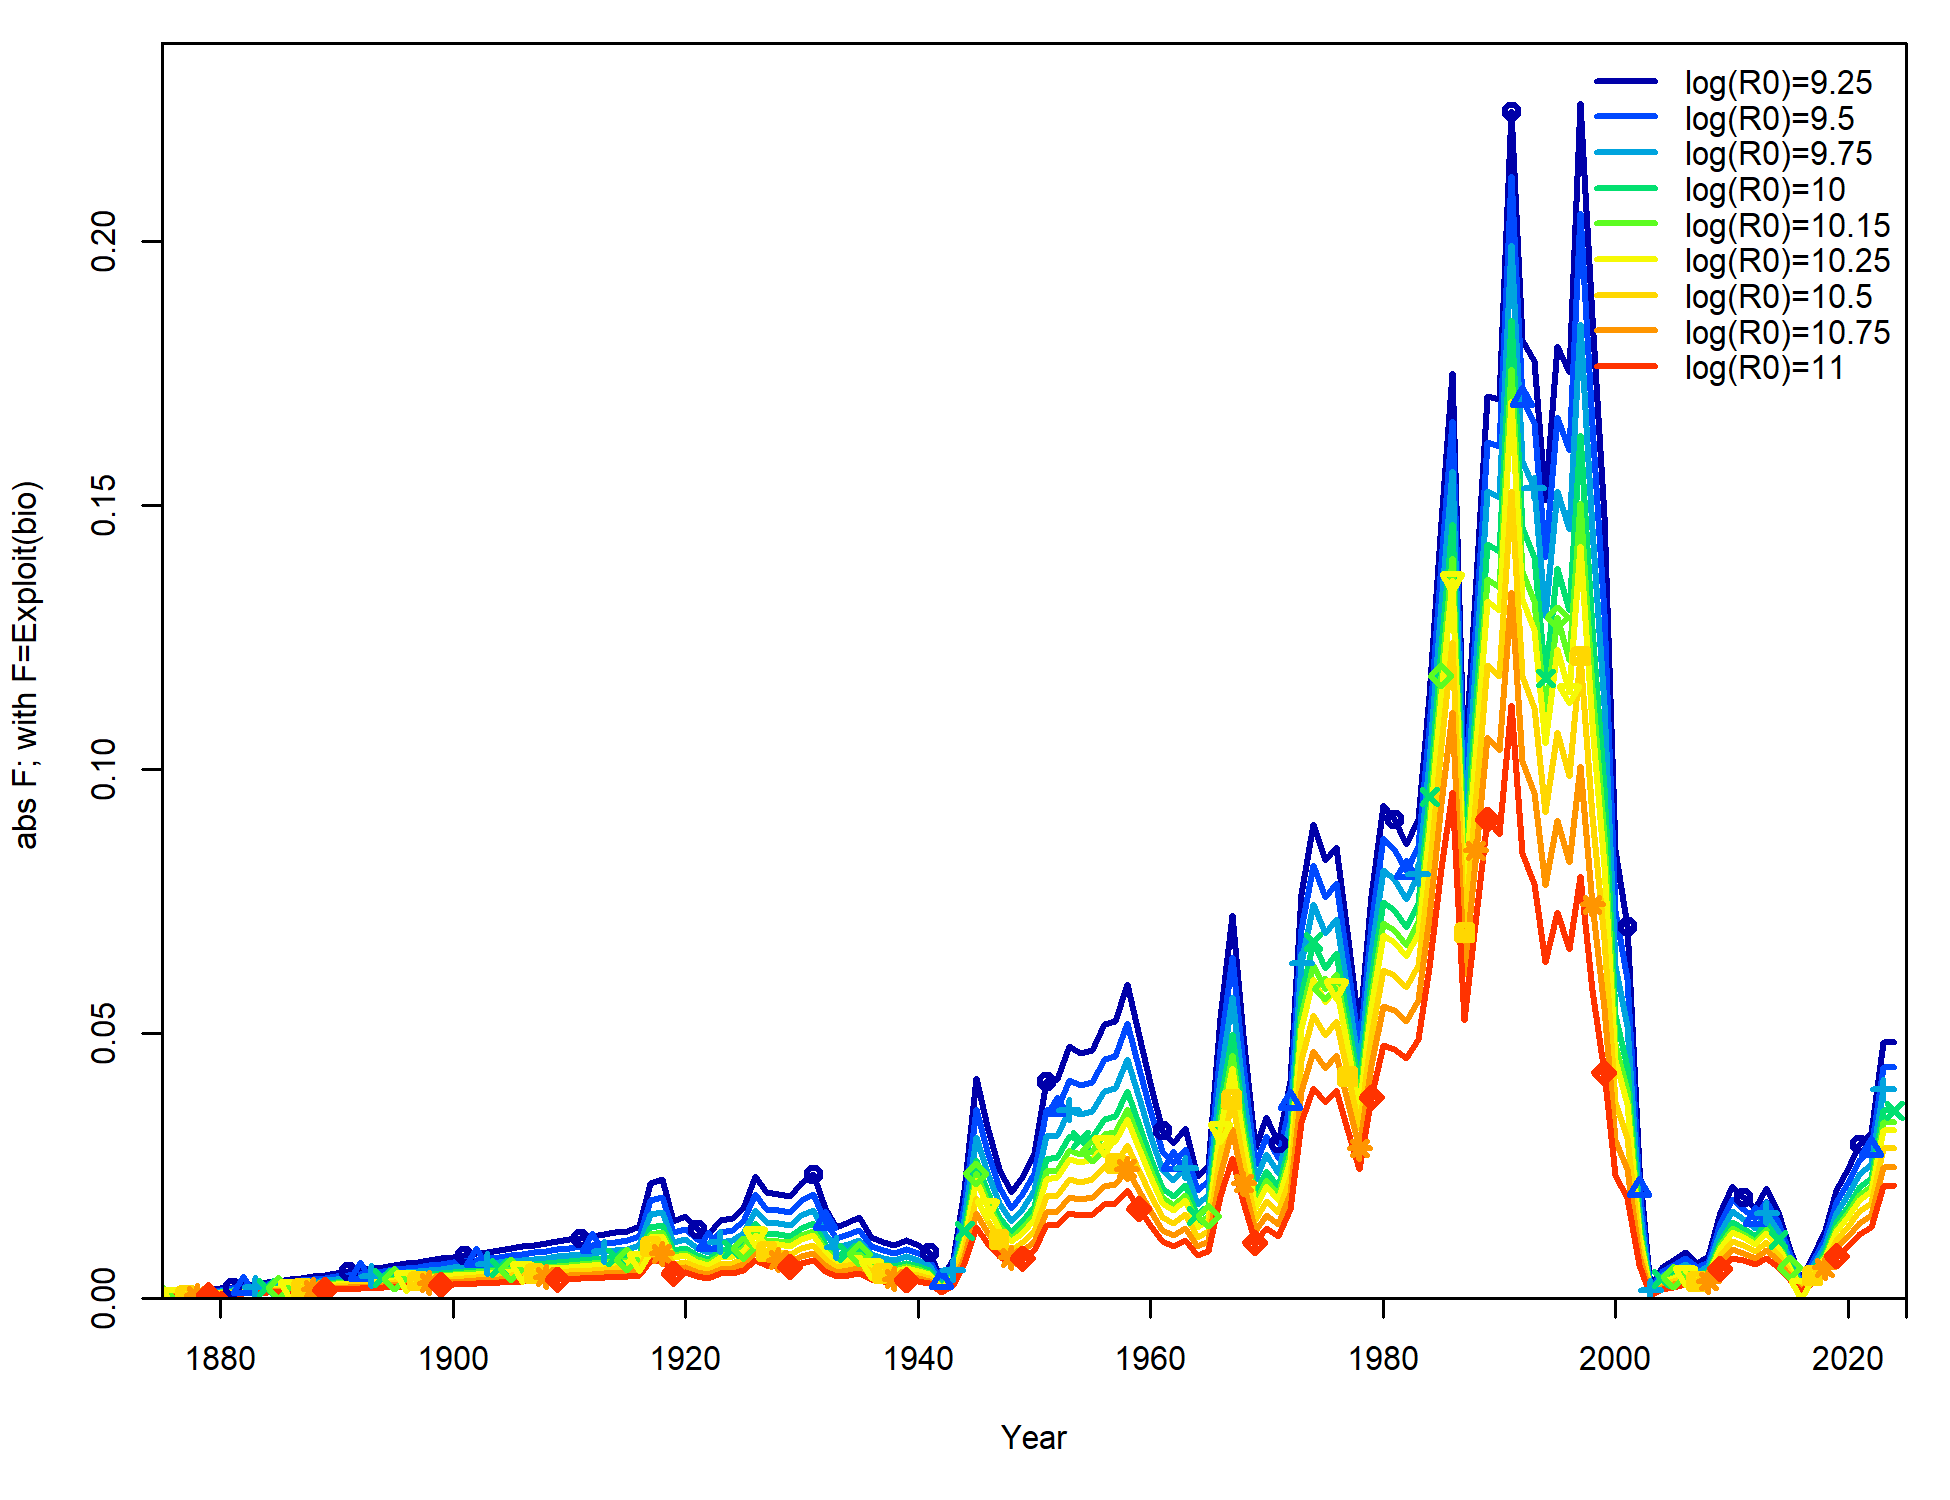 log(R0)=9.25
log(R0)=9.5
log(R0)=9.75
log(R0)=10
log(R0)=10.15
log(R0)=10.25
log(R0)=10.5
log(R0)=10.75
log(R0)=11
abs F; with F=Exploit(bio)
0.20
0.15
0.10
0.05
0.00
1880 1900 1920 1940 1960 1980 2000 2020
Year